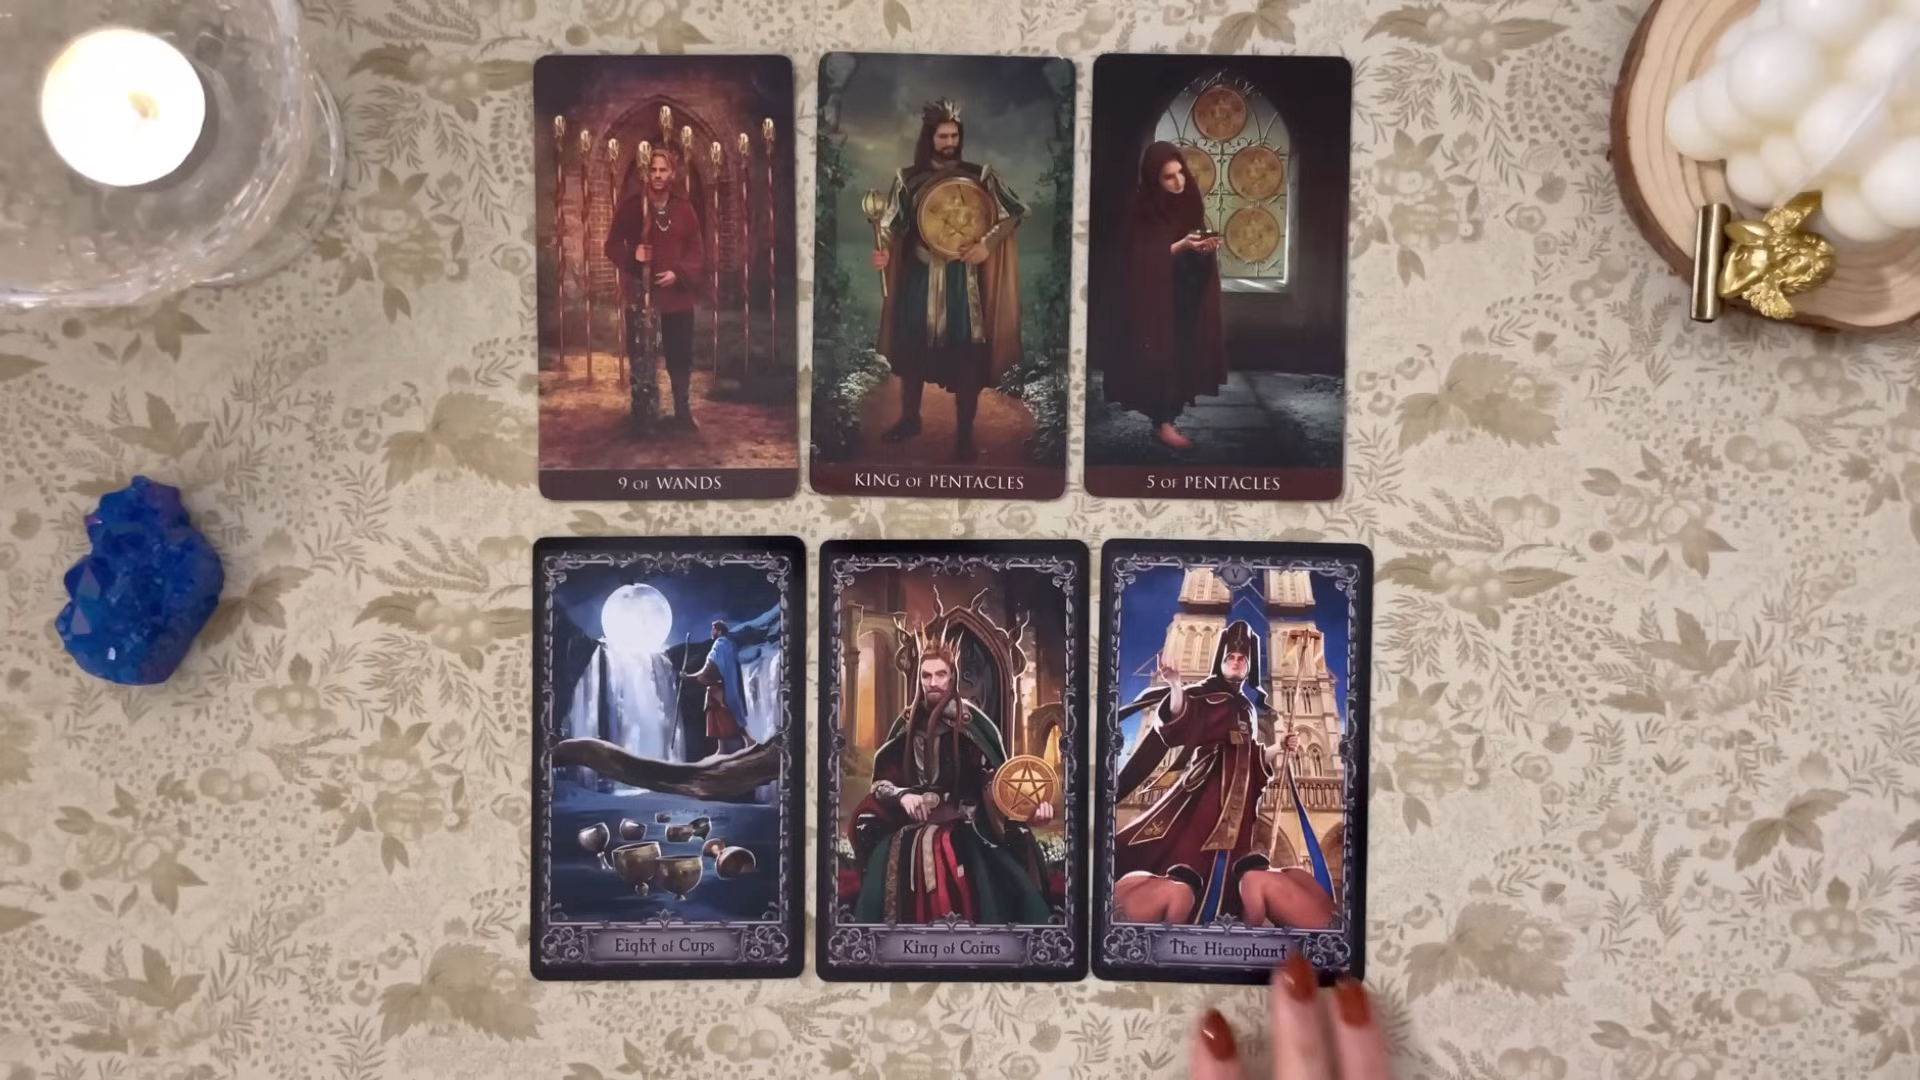 9 OF WANDS
KING OF PENTACLES
5 OF PENTACLES
V
Eight of Cups
King of Coins
The Hierophant